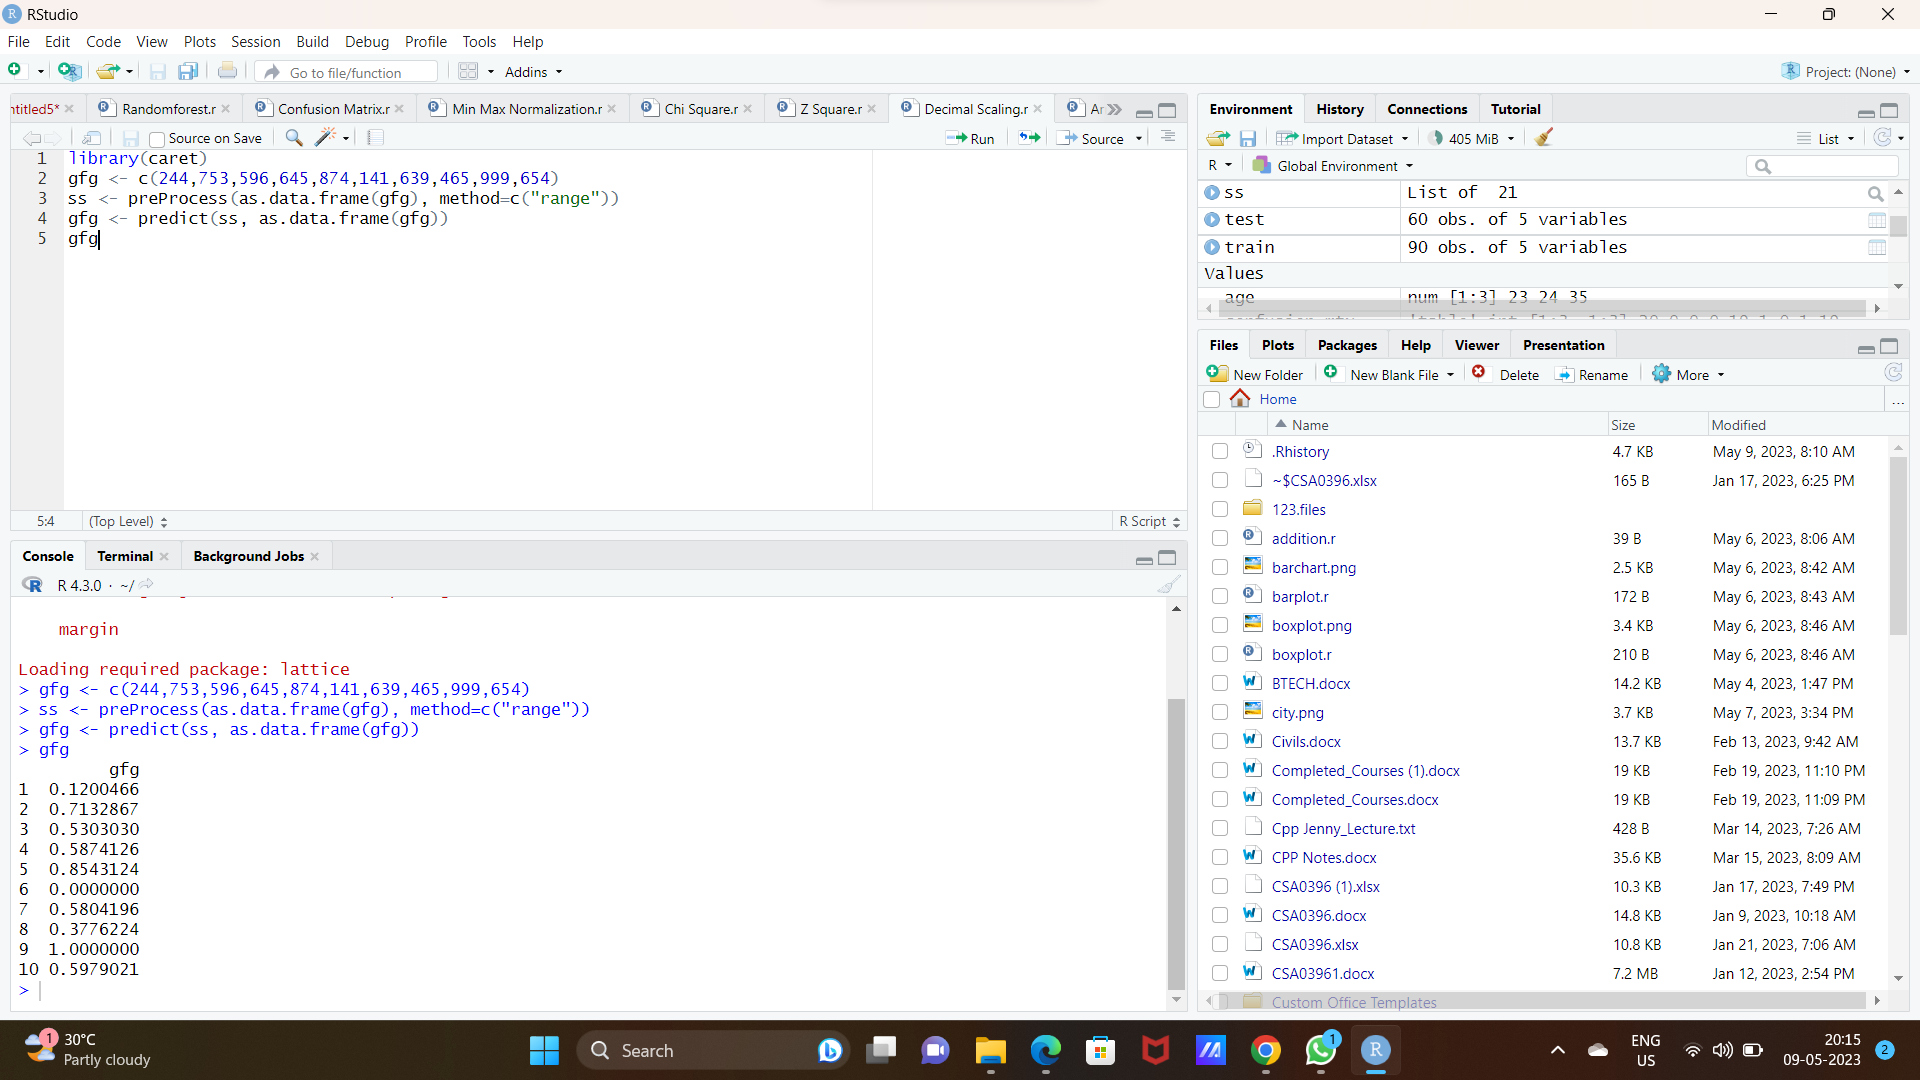 RStudio
File Edit Code View Plots Session Build Debug Profile Tools Help
Go to file/function Addins Project: (None)
ntitled5* Randomforest.r Confusion Matrix.r Min Max Normalization.r Chi Square.r Z Square.r Decimal Scaling.r Ar
Source on Save Run Source
1 library(caret)
2 gfg <- c(244,753,596,645,874,141,639,465,999,654)
3 ss <- preProcess(as.data.frame(gfg), method=c("range"))
4 gfg <- predict(ss, as.data.frame(gfg))
5 gfg
5:4 (Top Level) R Script
Console Terminal Background Jobs
R 4.3.0 · ~/
margin
Loading required package: lattice
> gfg <- c(244,753,596,645,874,141,639,465,999,654)
> ss <- preProcess(as.data.frame(gfg), method=c("range"))
> gfg <- predict(ss, as.data.frame(gfg))
> gfg
gfg
1 0.1200466
2 0.7132867
3 0.5303030
4 0.5874126
5 0.8543124
6 0.0000000
7 0.5804196
8 0.3776224
9 1.0000000
10 0.5979021
>
Environment History Connections Tutorial
Import Dataset 405 MiB List
R Global Environment
ss List of 21
test 60 obs. of 5 variables
train 90 obs. of 5 variables
Values
age num [1:3] 23 24 35
Files Plots Packages Help Viewer Presentation
New Folder New Blank File Delete Rename More
Home ...
Name Size Modified
.Rhistory 4.7 KB May 9, 2023, 8:10 AM
~$CSA0396.xlsx 165 B Jan 17, 2023, 6:25 PM
123.files
addition.r 39 B May 6, 2023, 8:06 AM
barchart.png 2.5 KB May 6, 2023, 8:42 AM
barplot.r 172 B May 6, 2023, 8:43 AM
boxplot.png 3.4 KB May 6, 2023, 8:46 AM
boxplot.r 210 B May 6, 2023, 8:46 AM
BTECH.docx 14.2 KB May 4, 2023, 1:47 PM
city.png 3.7 KB May 7, 2023, 3:34 PM
Civils.docx 13.7 KB Feb 13, 2023, 9:42 AM
Completed_Courses (1).docx 19 KB Feb 19, 2023, 11:10 PM
Completed_Courses.docx 19 KB Feb 19, 2023, 11:09 PM
Cpp Jenny_Lecture.txt 428 B Mar 14, 2023, 7:26 AM
CPP Notes.docx 35.6 KB Mar 15, 2023, 8:09 AM
CSA0396 (1).xlsx 10.3 KB Jan 17, 2023, 7:49 PM
CSA0396.docx 14.8 KB Jan 9, 2023, 10:18 AM
CSA0396.xlsx 10.8 KB Jan 21, 2023, 7:06 AM
CSA03961.docx 7.2 MB Jan 12, 2023, 2:54 PM
Custom Office Templates
1 30°C
Partly cloudy
Search
1
ENG
US
20:15
09-05-2023
2